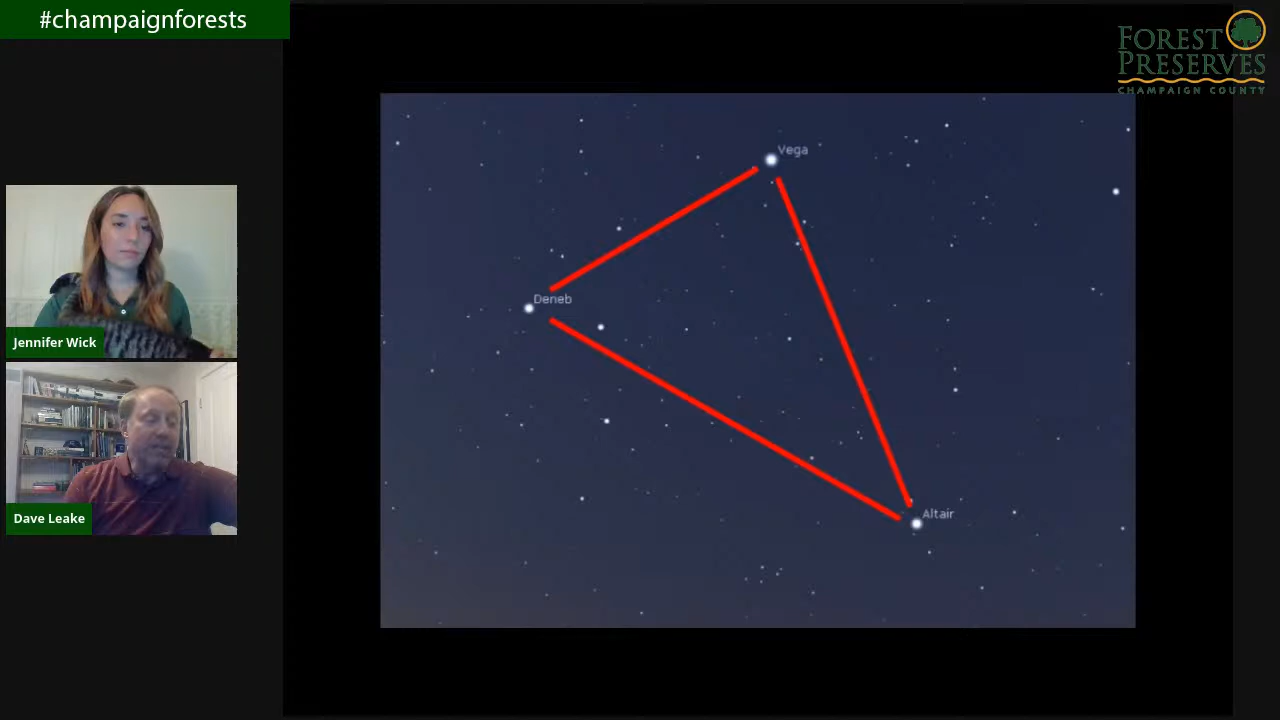 #champaignforests
FOREST
PRESERVES
CHAMPAIGN COUNTY
Vega
Deneb
Altair
Jennifer Wick
Dave Leake